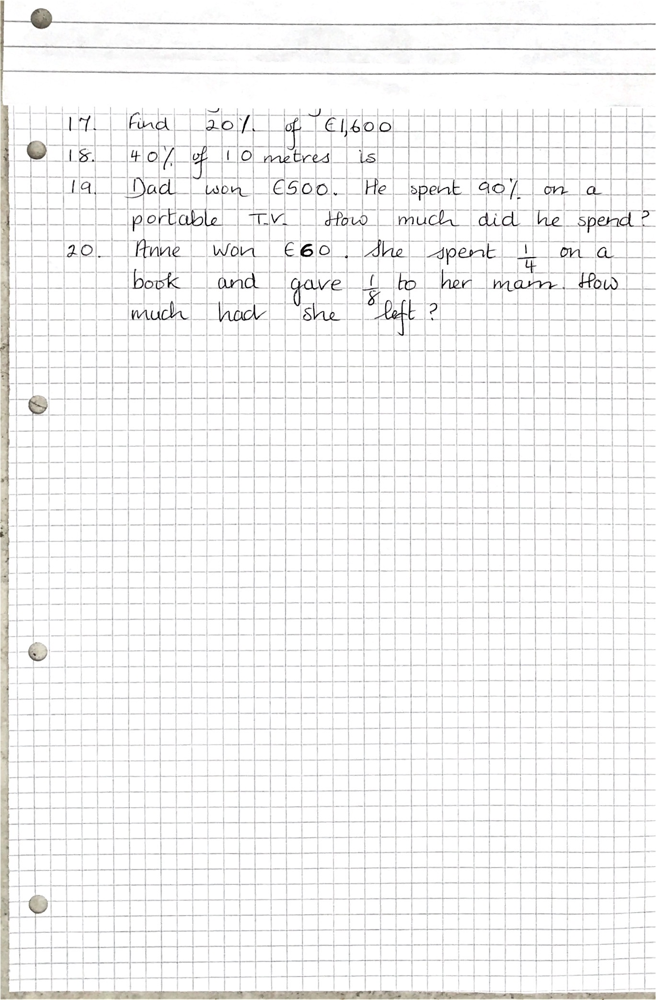 17. Find 20% of €1,600
18. 40% of 10 metres is
19. Dad won €500. He spent 90% on a
portable T.V. How much did he spend?
20. Anne won €60. She spent 1/4 on a
book and gave 1/8 to her mam. How
much had she left?